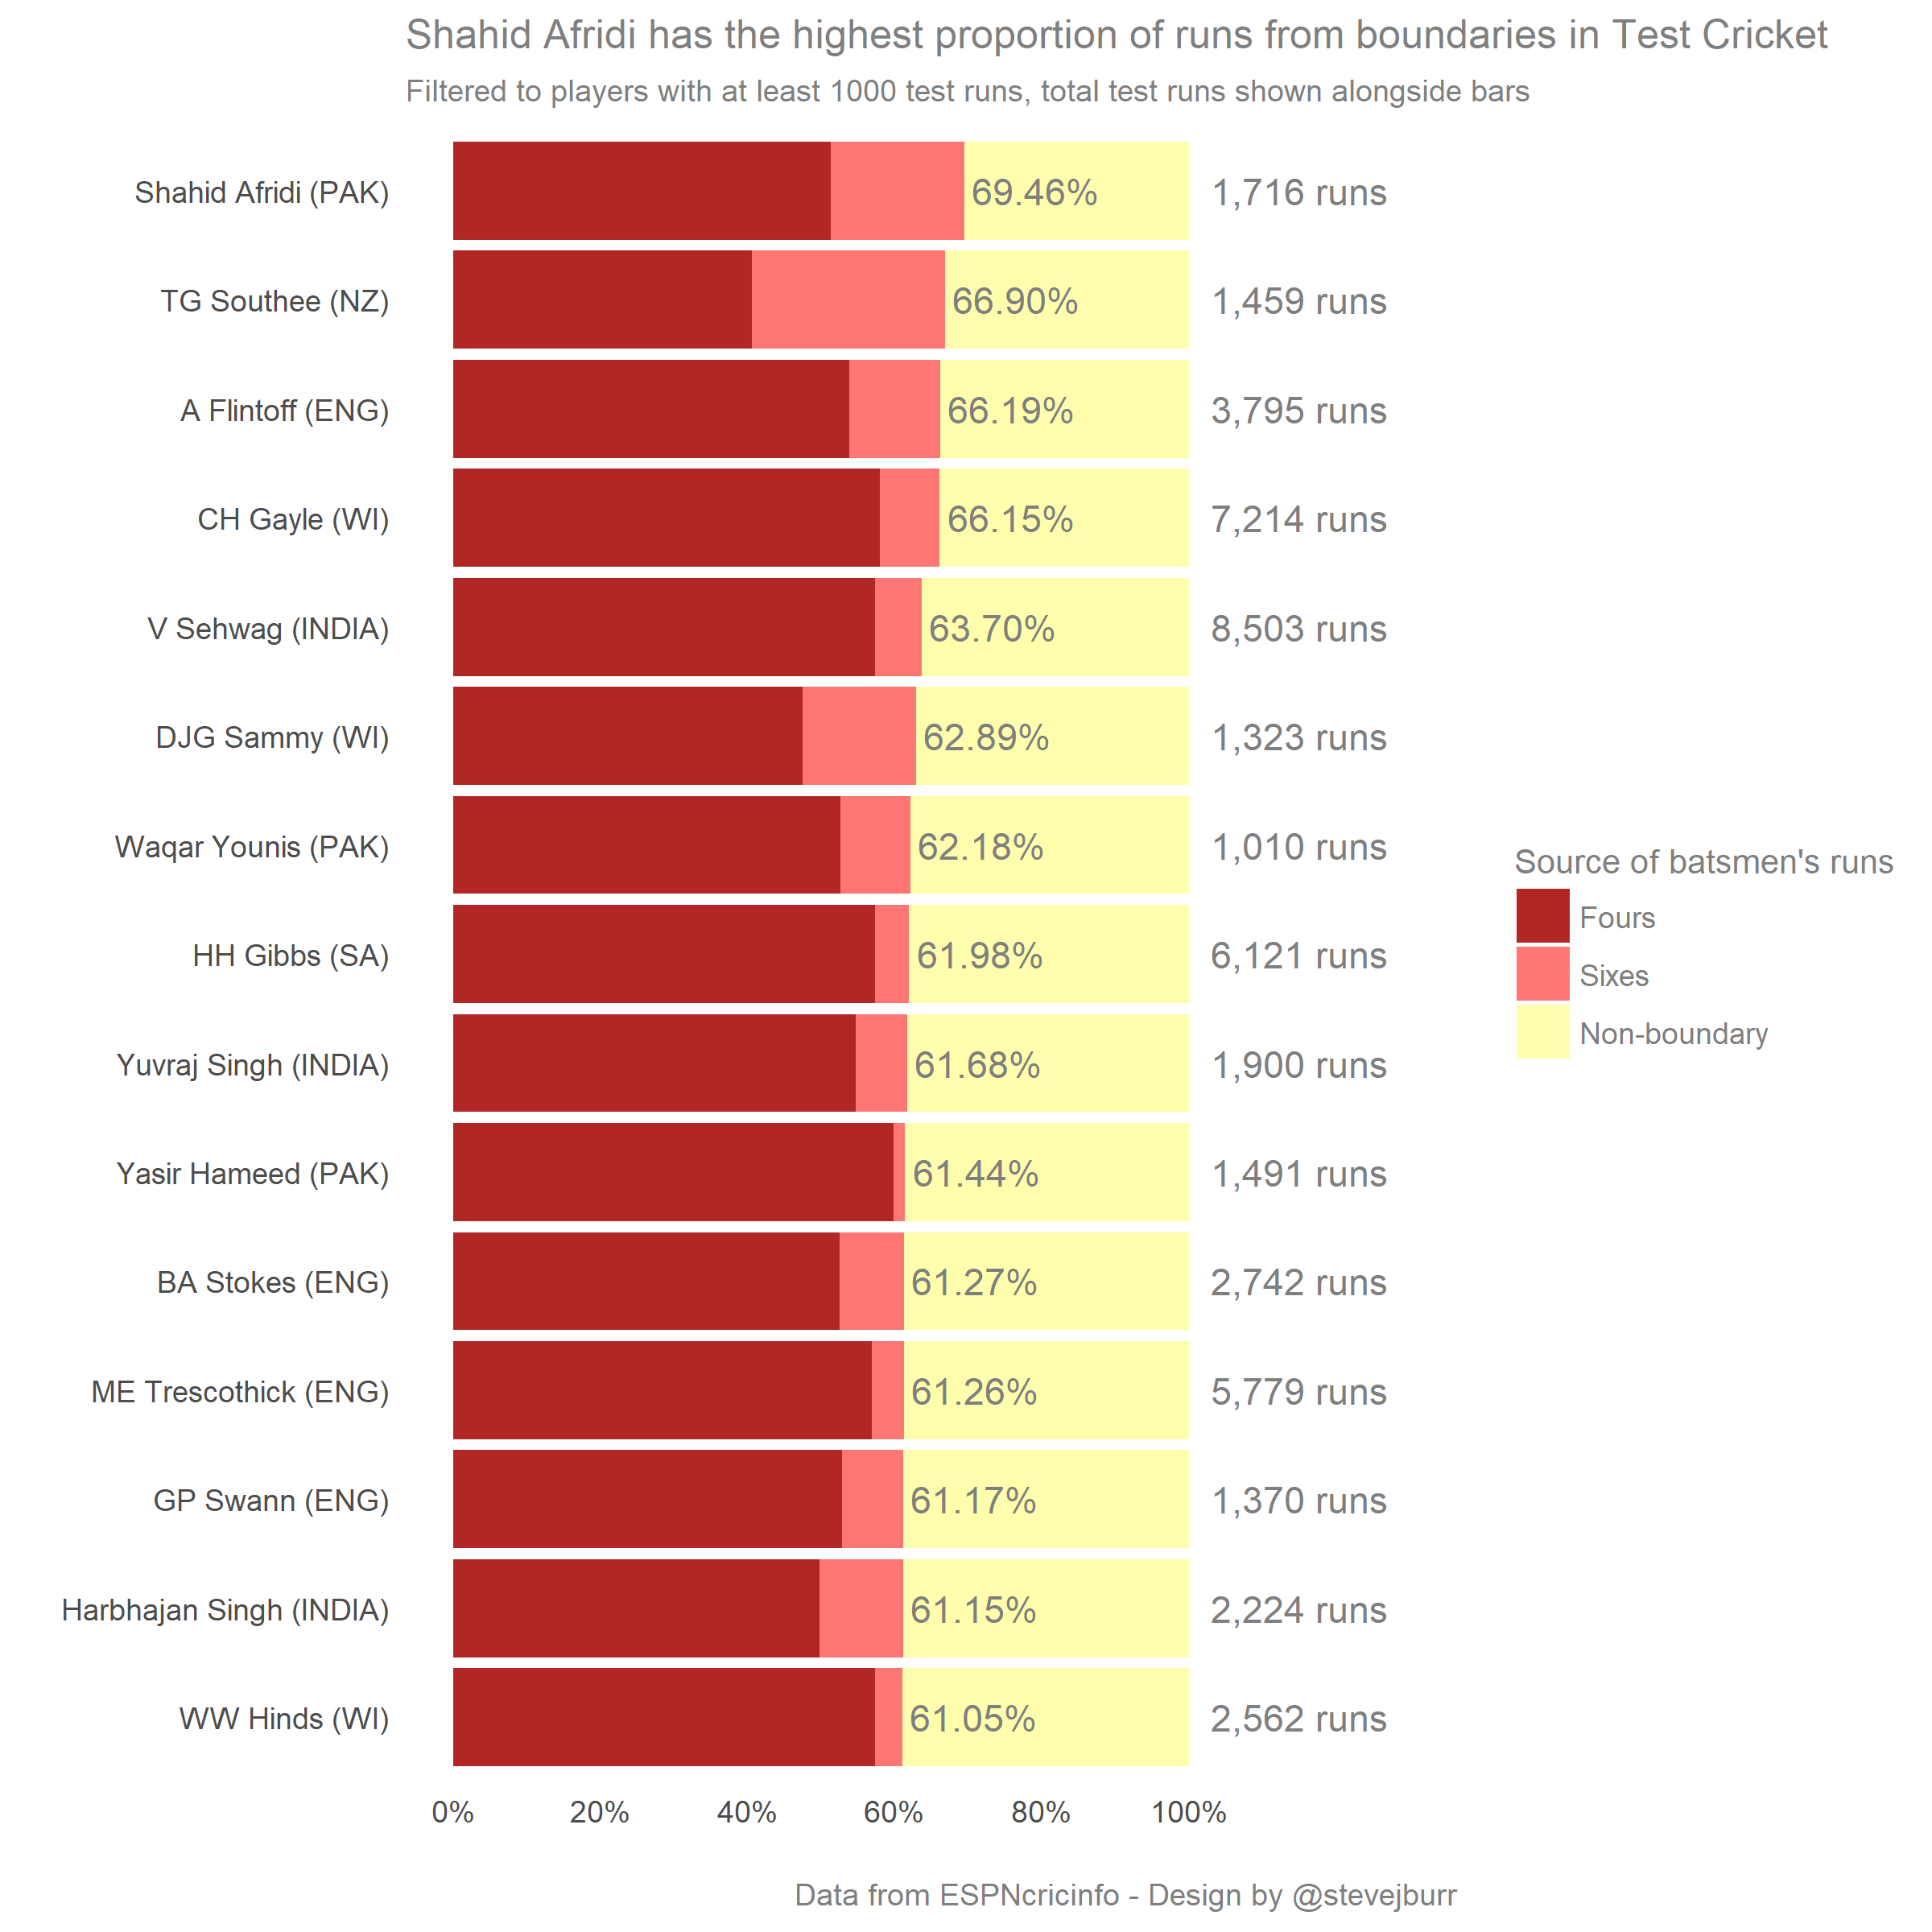 Shahid Afridi has the highest proportion of runs from boundaries in Test Cricket
Filtered to players with at least 1000 test runs, total test runs shown alongside bars
Shahid Afridi (PAK) 69.46% 1,716 runs
TG Southee (NZ) 66.90% 1,459 runs
A Flintoff (ENG) 66.19% 3,795 runs
CH Gayle (WI) 66.15% 7,214 runs
V Sehwag (INDIA) 63.70% 8,503 runs
DJG Sammy (WI) 62.89% 1,323 runs
Waqar Younis (PAK) 62.18% 1,010 runs
HH Gibbs (SA) 61.98% 6,121 runs
Yuvraj Singh (INDIA) 61.68% 1,900 runs
Yasir Hameed (PAK) 61.44% 1,491 runs
BA Stokes (ENG) 61.27% 2,742 runs
ME Trescothick (ENG) 61.26% 5,779 runs
GP Swann (ENG) 61.17% 1,370 runs
Harbhajan Singh (INDIA) 61.15% 2,224 runs
WW Hinds (WI) 61.05% 2,562 runs
0% 20% 40% 60% 80% 100%
Source of batsmen's runs
Fours
Sixes
Non-boundary
Data from ESPNcricinfo - Design by @stevejburr